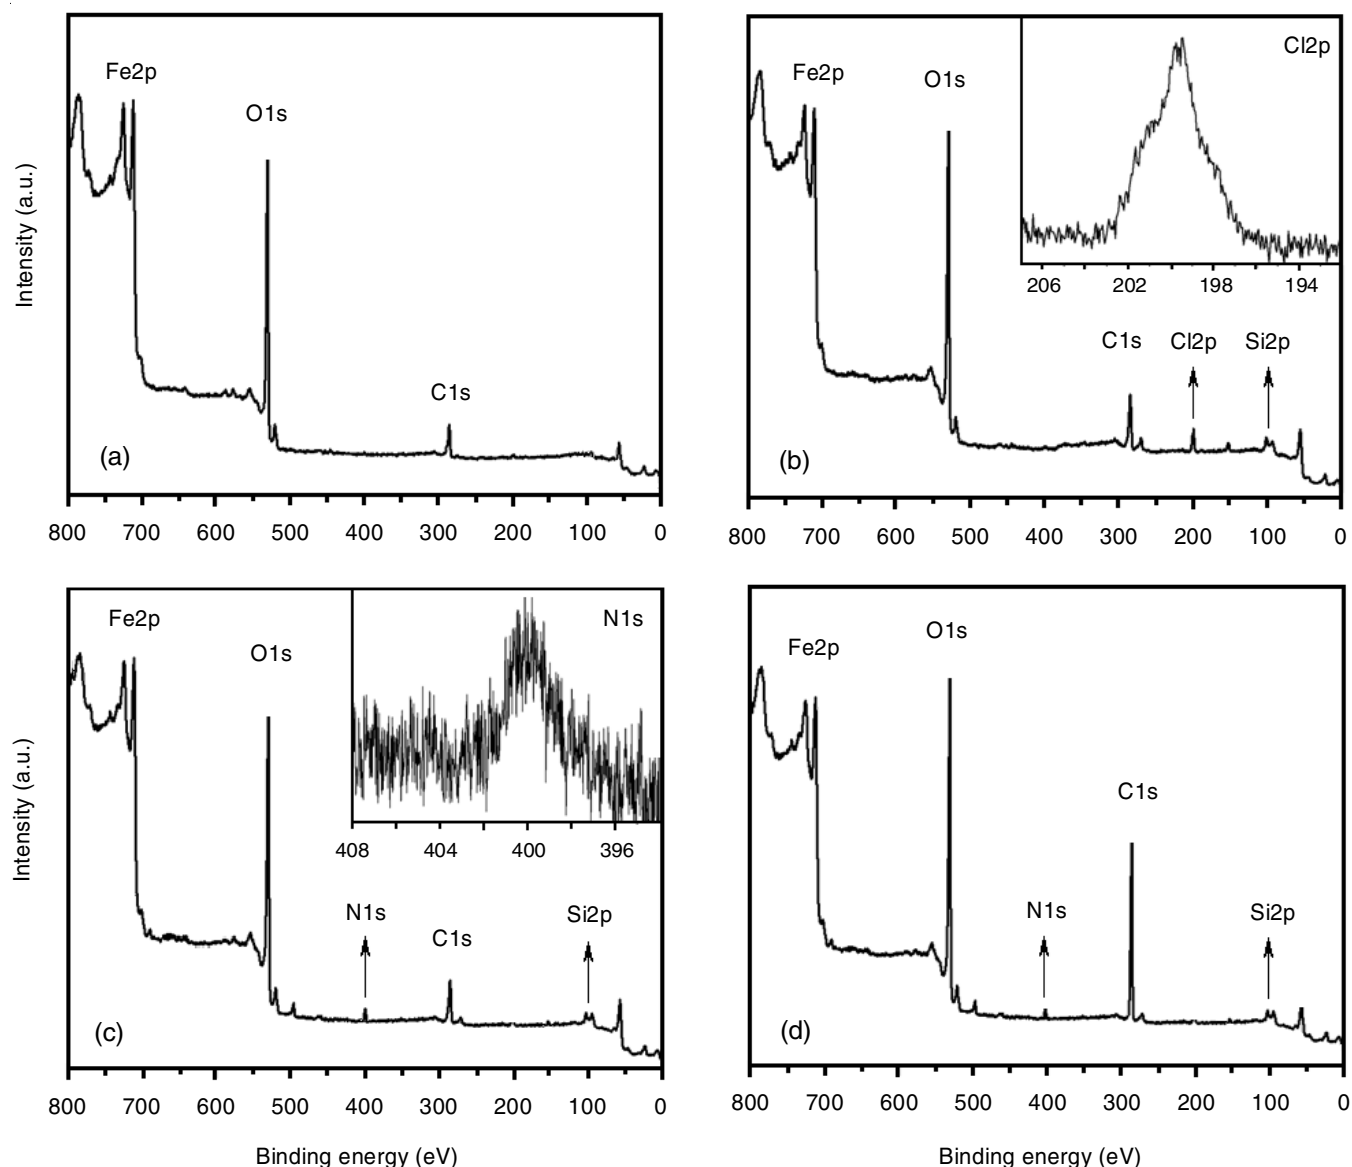 Fe2p
O1s
C1s
(a)
Intensity (a.u.)
800 700 600 500 400 300 200 100 0
Fe2p
O1s
Cl2p
206 202 198 194
C1s Cl2p Si2p
(b)
800 700 600 500 400 300 200 100 0
Fe2p
O1s
N1s
408 404 400 396
N1s
C1s
Si2p
(c)
Intensity (a.u.)
800 700 600 500 400 300 200 100 0
Binding energy (eV)
O1s
Fe2p
C1s
N1s
Si2p
(d)
800 700 600 500 400 300 200 100 0
Binding energy (eV)